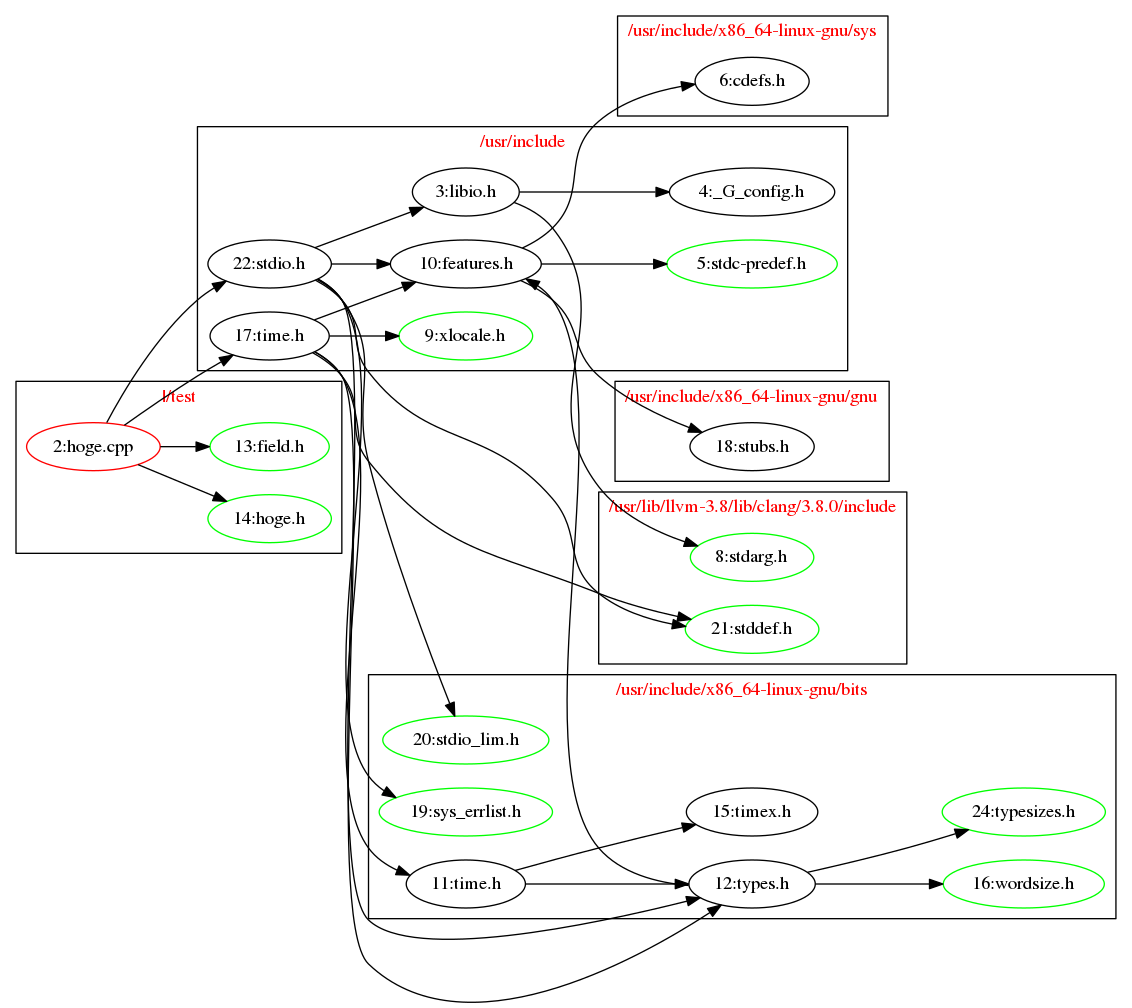 /usr/include/x86_64-linux-gnu/sys
6:cdefs.h
/usr/include
3:libio.h
4:_G_config.h
22:stdio.h
10:features.h
5:stdc-predef.h
17:time.h
9:xlocale.h
l/test
2:hoge.cpp
13:field.h
14:hoge.h
/usr/include/x86_64-linux-gnu/gnu
18:stubs.h
/usr/lib/llvm-3.8/lib/clang/3.8.0/include
8:stdarg.h
21:stddef.h
/usr/include/x86_64-linux-gnu/bits
20:stdio_lim.h
19:sys_errlist.h
15:timex.h
24:typesizes.h
11:time.h
12:types.h
16:wordsize.h